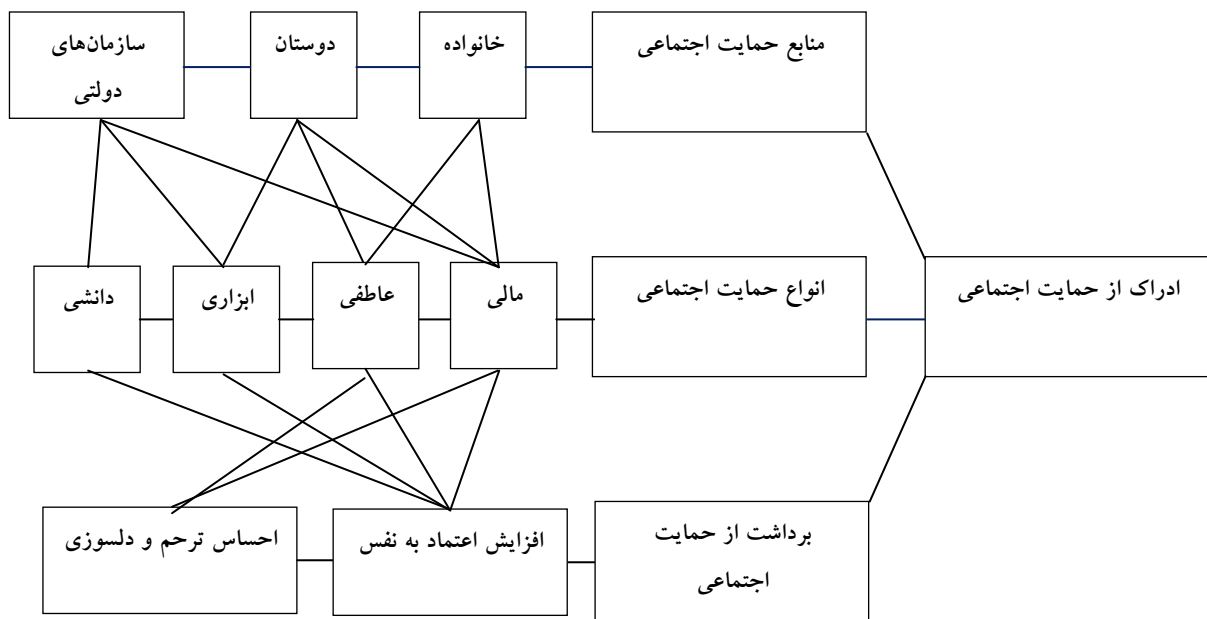 منابع حمایت اجتماعی
خانواده
دوستان
سازمان‌های
دولتی
ادراک از حمایت اجتماعی
انواع حمایت اجتماعی
مالی
عاطفی
ابزاری
دانشی
برداشت از حمایت
اجتماعی
افزایش اعتماد به نفس
احساس ترحم و دلسوزی